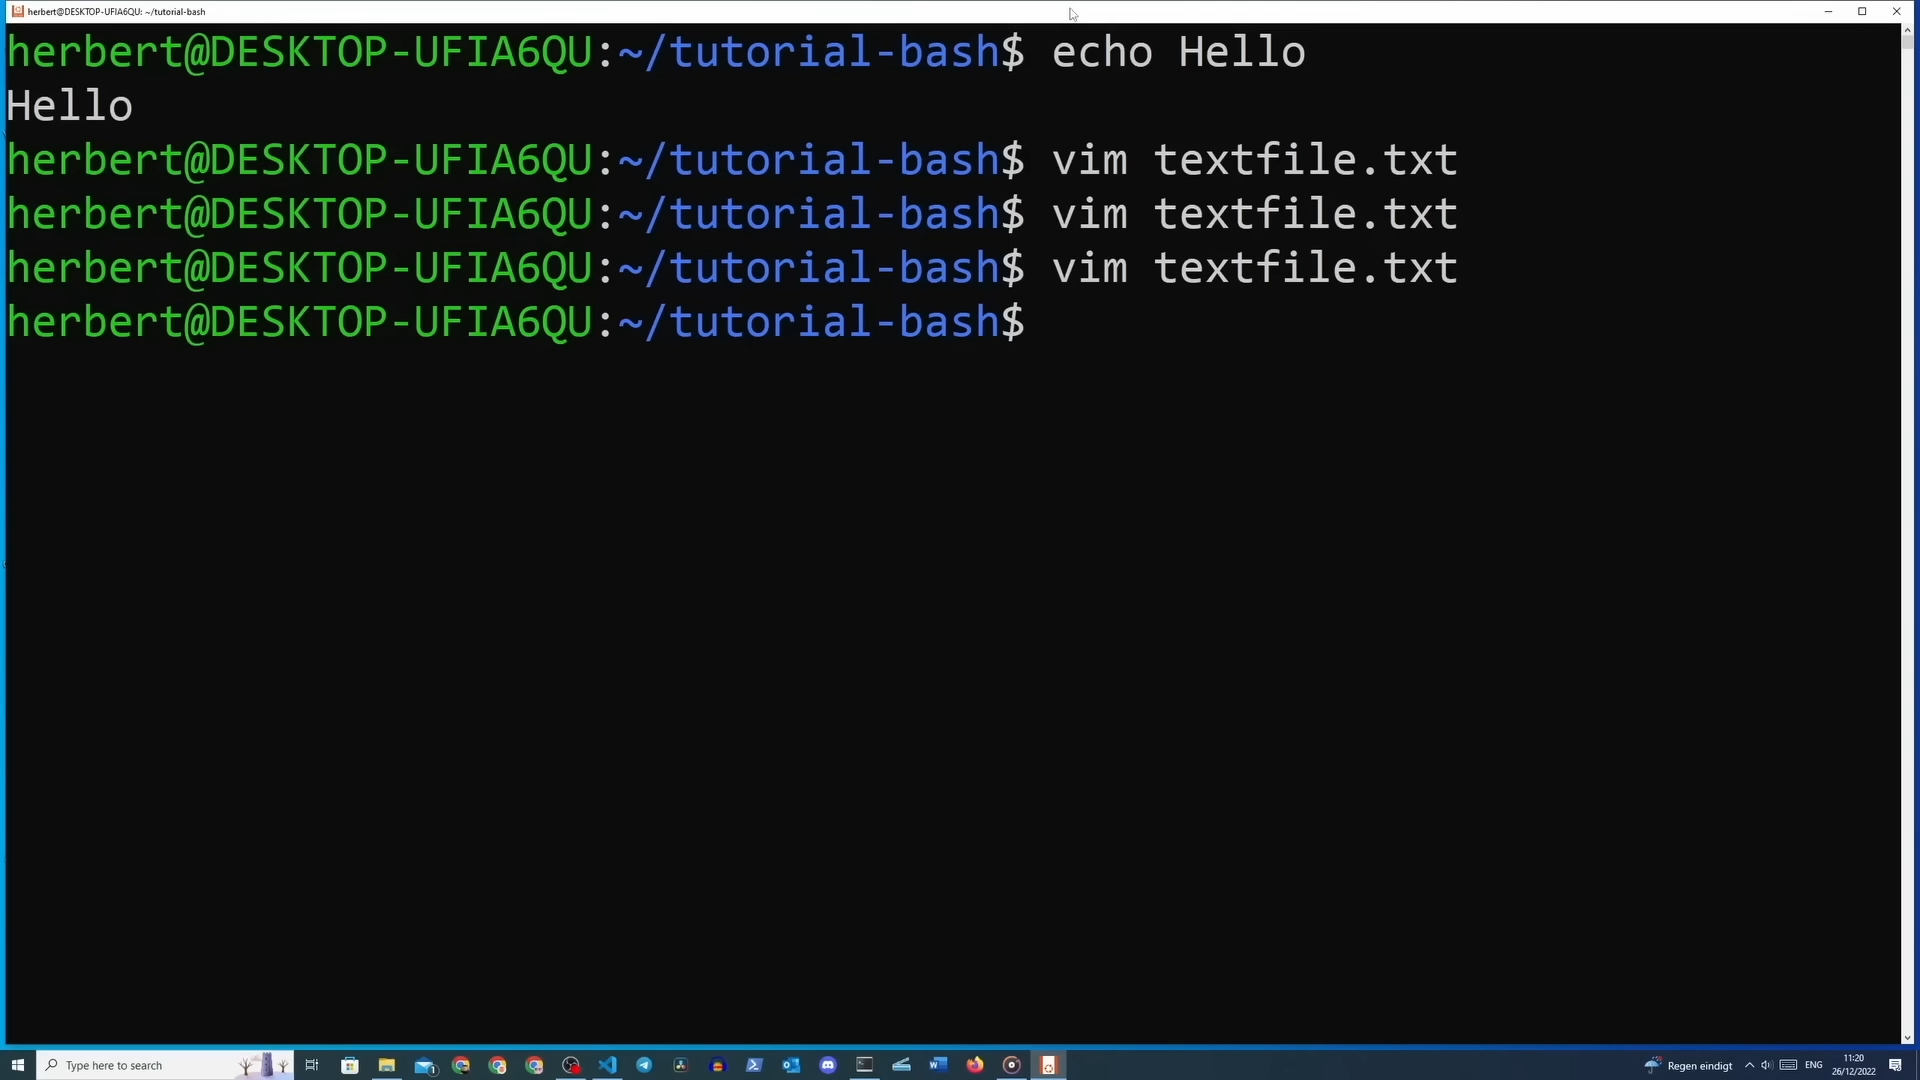 herbert@DESKTOP-UFIA6QU: ~/tutorial-bash
herbert@DESKTOP-UFIA6QU:~/tutorial-bash$ echo Hello
Hello
herbert@DESKTOP-UFIA6QU:~/tutorial-bash$ vim textfile.txt
herbert@DESKTOP-UFIA6QU:~/tutorial-bash$ vim textfile.txt
herbert@DESKTOP-UFIA6QU:~/tutorial-bash$ vim textfile.txt
herbert@DESKTOP-UFIA6QU:~/tutorial-bash$
Type here to search
1
Regen eindigt
ENG
11:20
26/12/2022